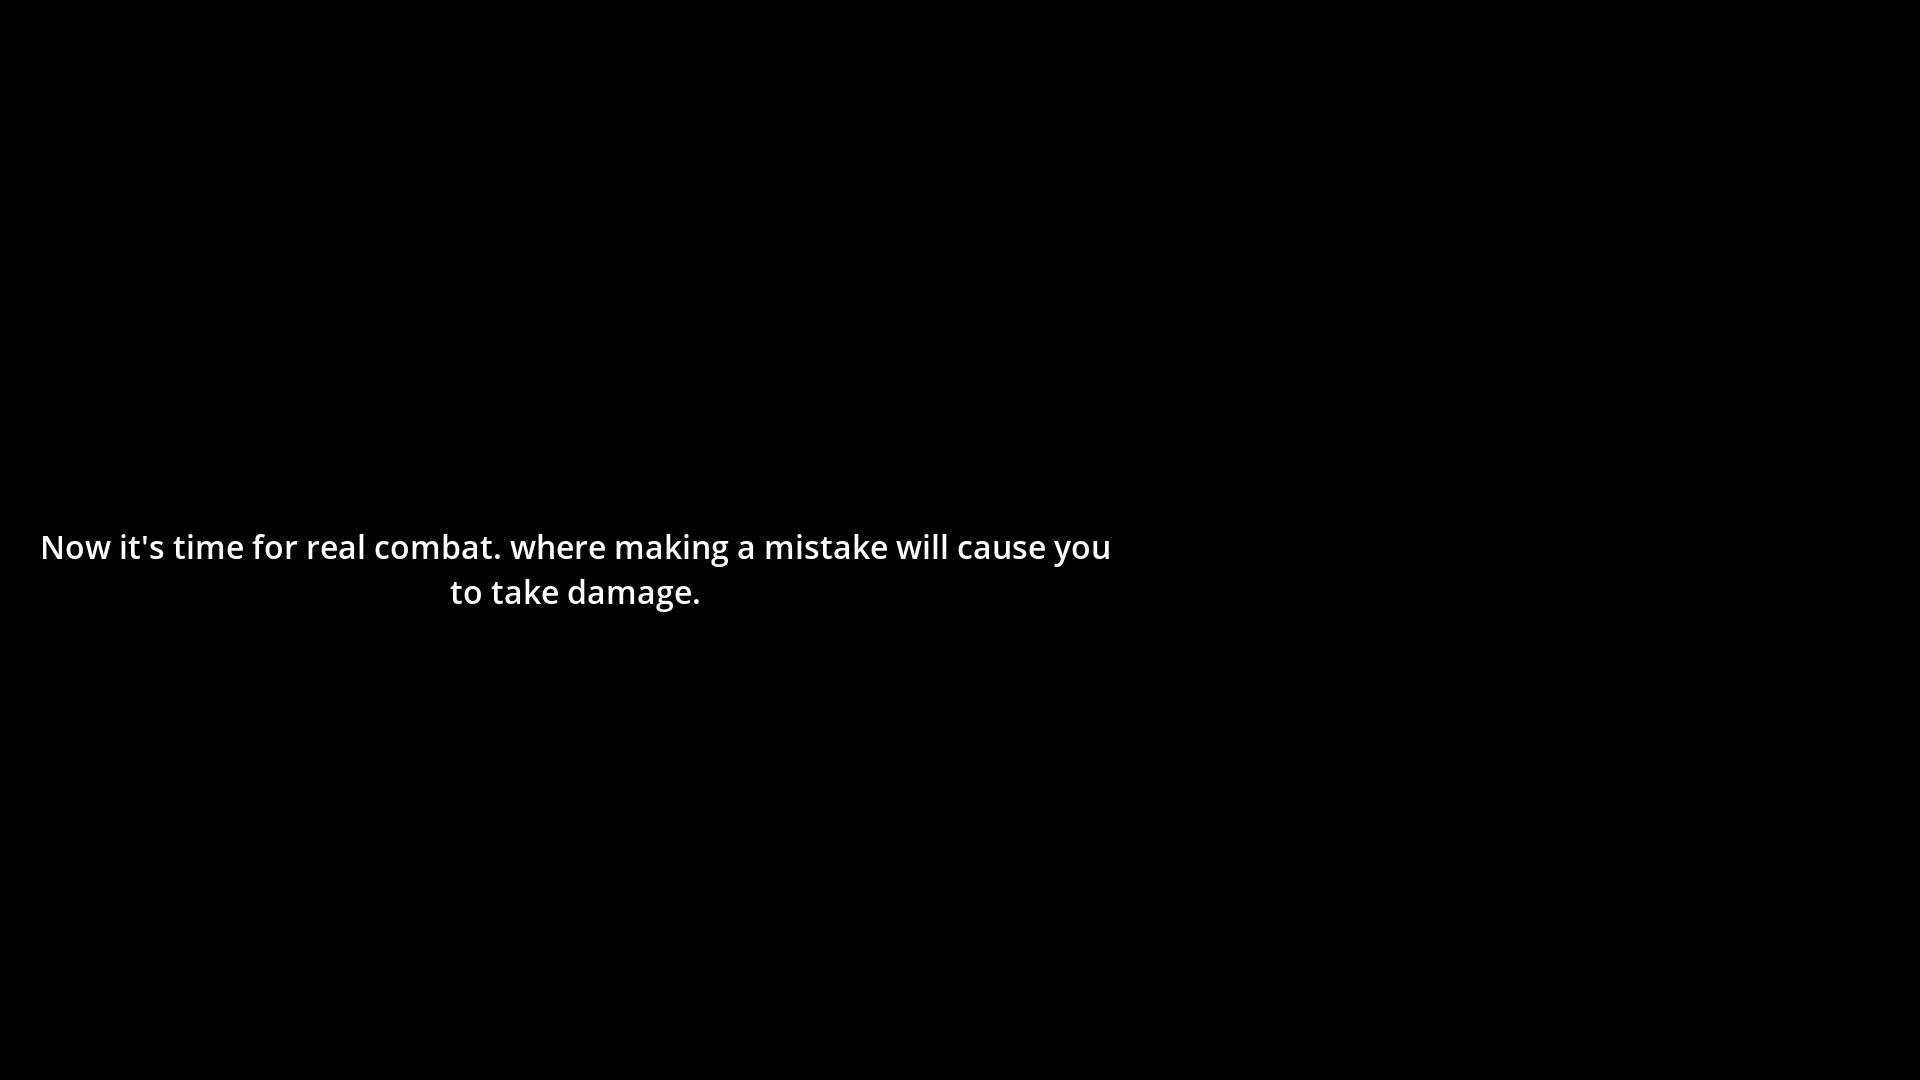 Now it's time for real combat. where making a mistake will cause you
to take damage.